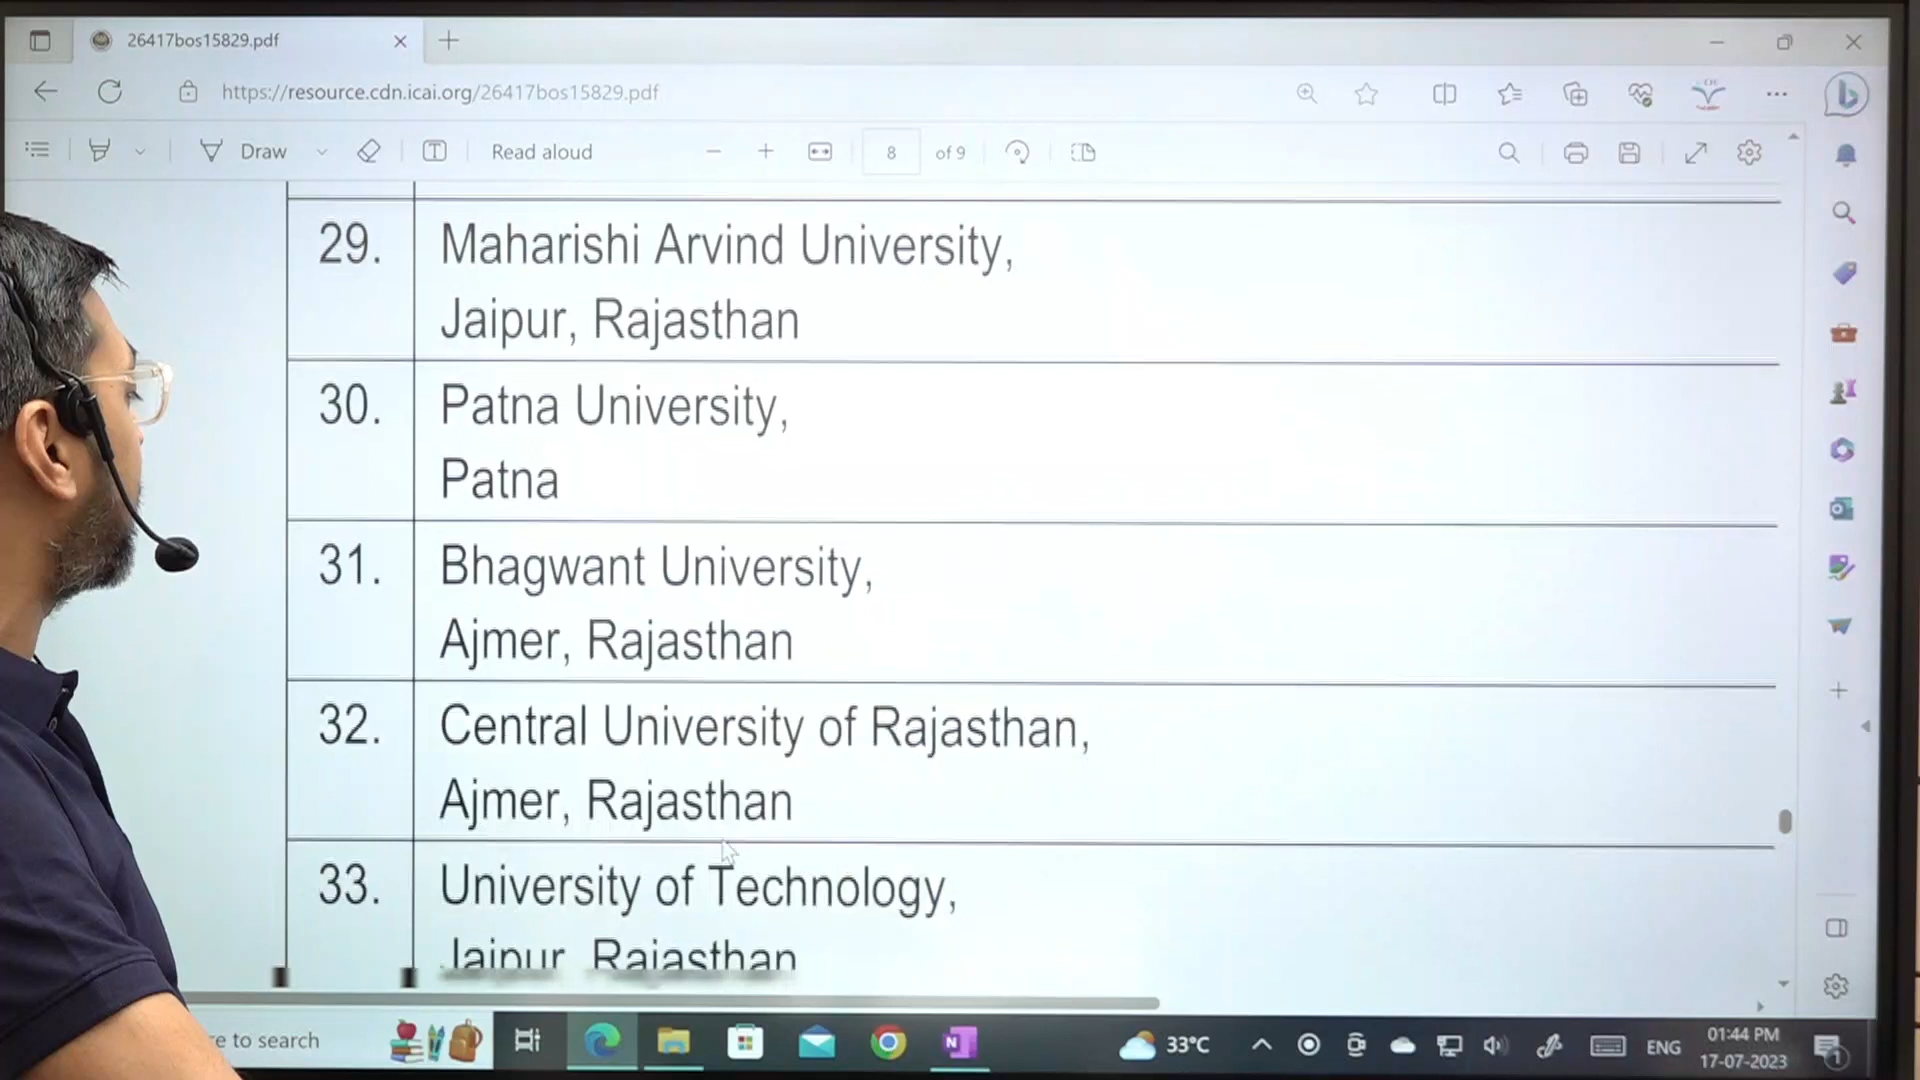 26417bos15829.pdf
https://resource.cdn.icai.org/26417bos15829.pdf
Draw
Read aloud
8
of 9
29. Maharishi Arvind University,
Jaipur, Rajasthan
30. Patna University,
Patna
31. Bhagwant University,
Ajmer, Rajasthan
32. Central University of Rajasthan,
Ajmer, Rajasthan
33. University of Technology,
Jaipur, Rajasthan
re to search
33°C
ENG
01:44 PM
17-07-2023
1